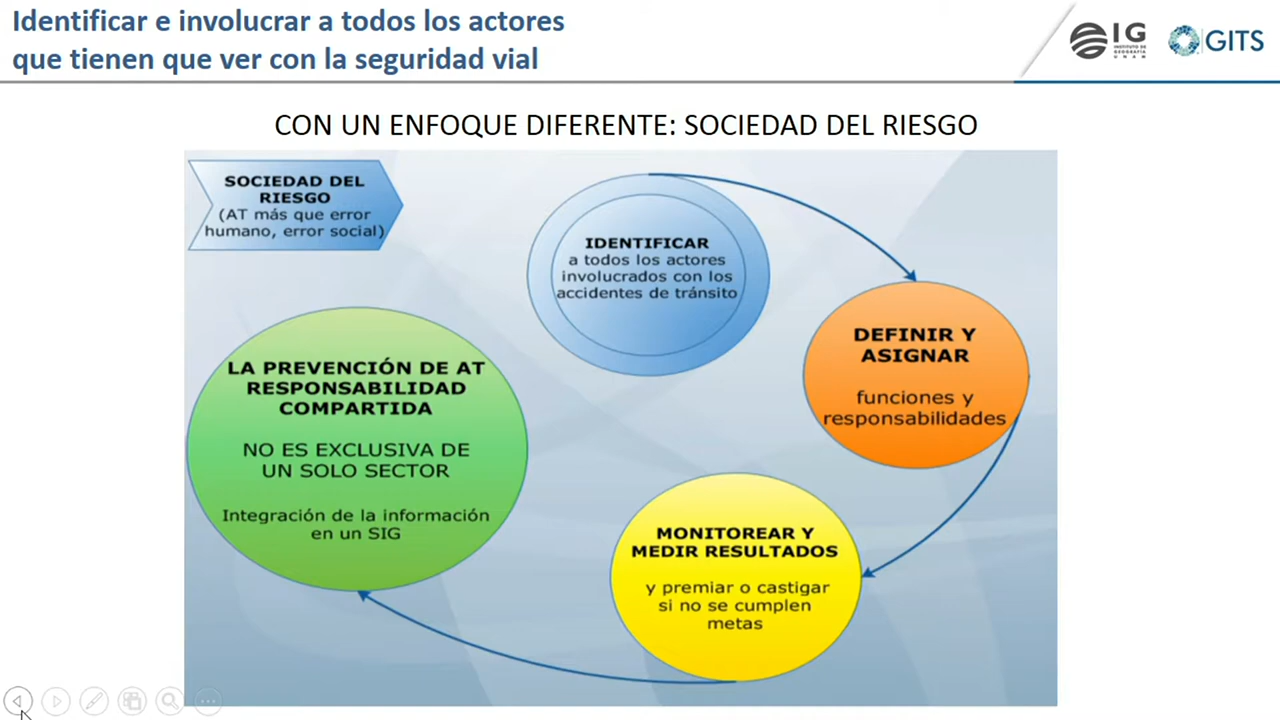 Identificar e involucrar a todos los actores
que tienen que ver con la seguridad vial
IG
INSTITUTO DE
GEOGRAFÍA
UNAM
GITS
CON UN ENFOQUE DIFERENTE: SOCIEDAD DEL RIESGO
SOCIEDAD DEL
RIESGO
(AT más que error
humano, error social)
IDENTIFICAR
a todos los actores
involucrados con los
accidentes de tránsito
DEFINIR Y
ASIGNAR
funciones y
responsabilidades
MONITOREAR Y
MEDIR RESULTADOS
y premiar o castigar
si no se cumplen
metas
LA PREVENCIÓN DE AT
RESPONSABILIDAD
COMPARTIDA
NO ES EXCLUSIVA DE
UN SOLO SECTOR
Integración de la información
en un SIG